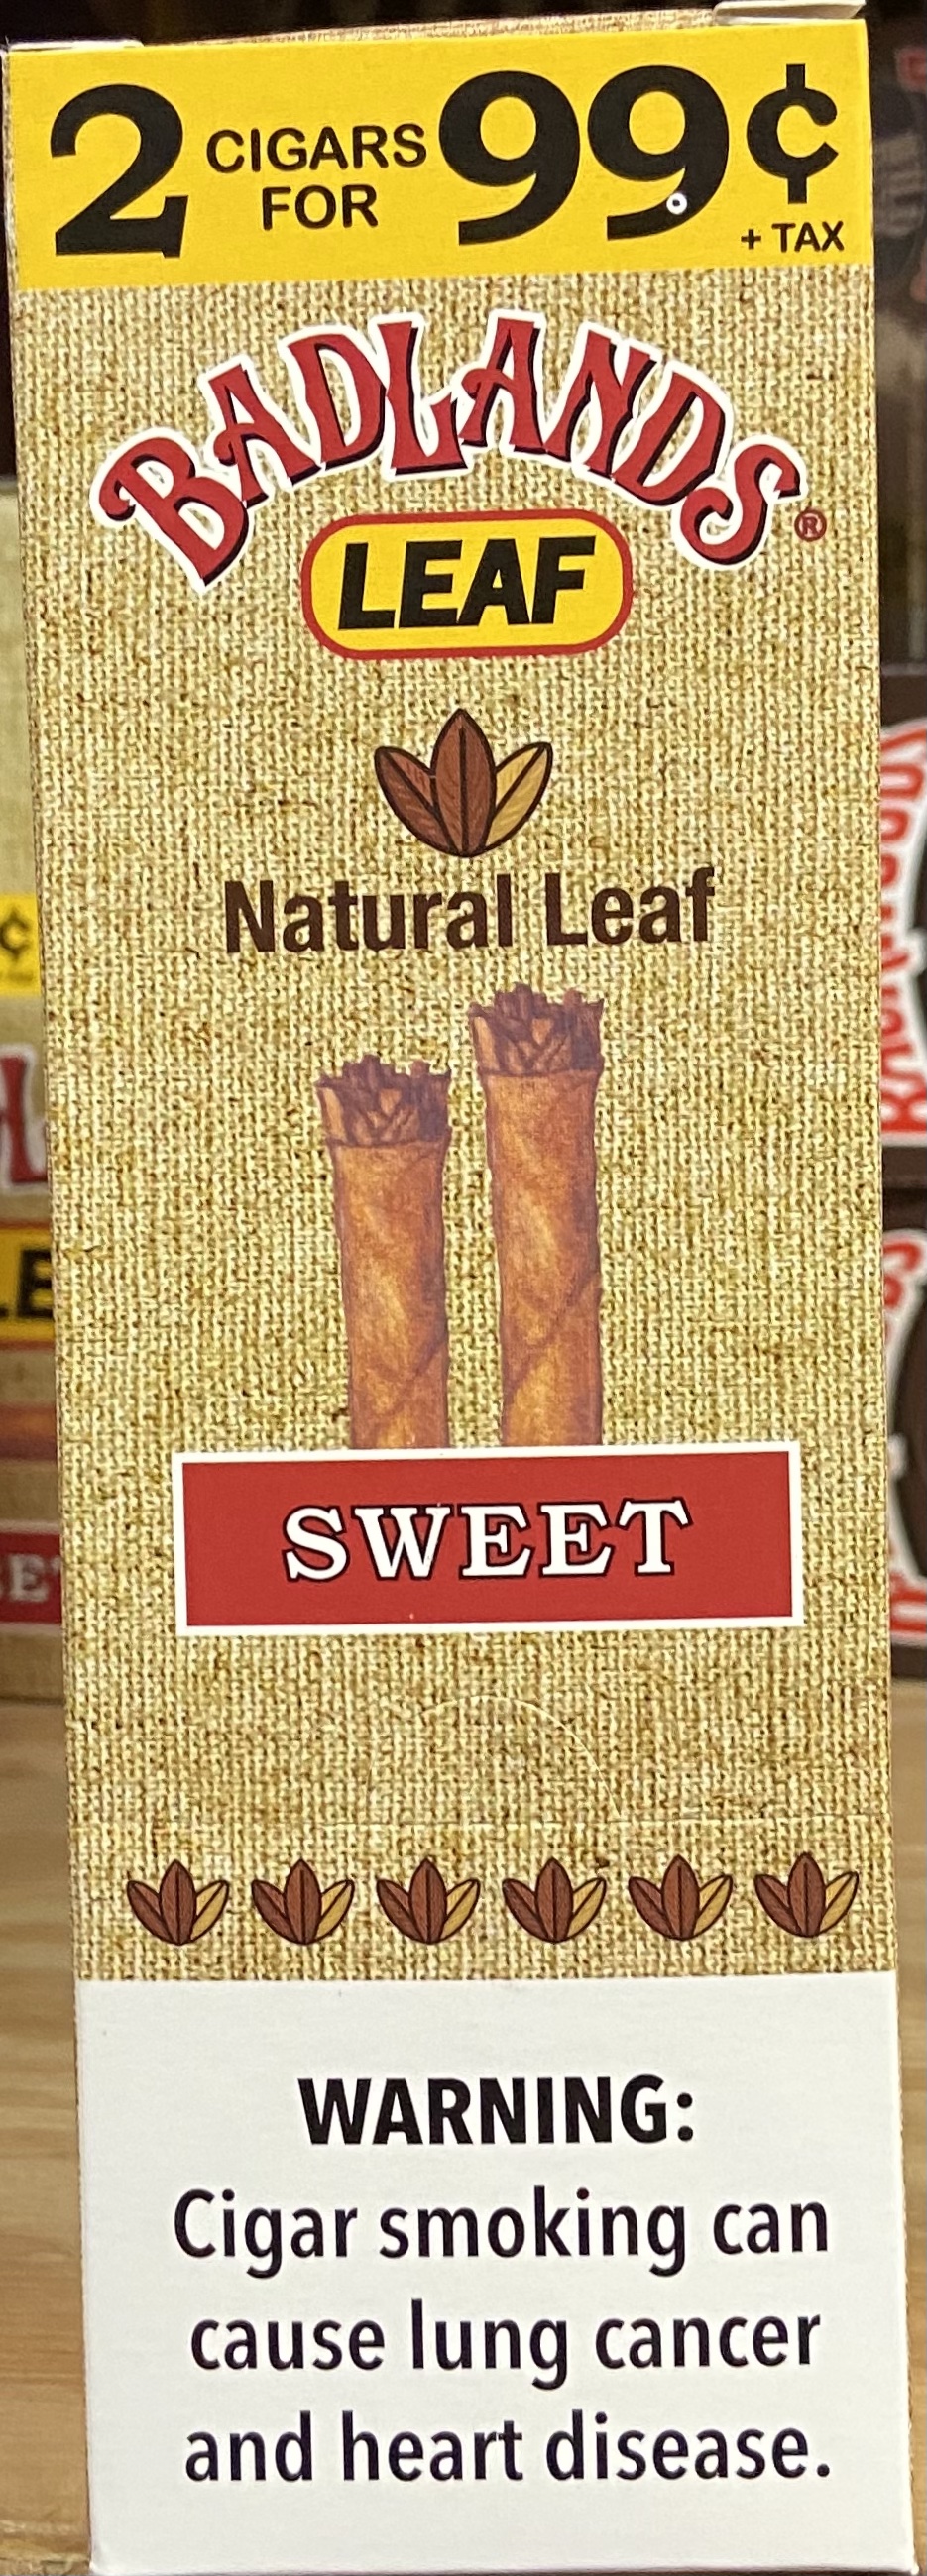 2 CIGARS FOR 99¢
+ TAX
BADLANDS®
LEAF
Natural Leaf
SWEET
WARNING:
Cigar smoking can
cause lung cancer
and heart disease.